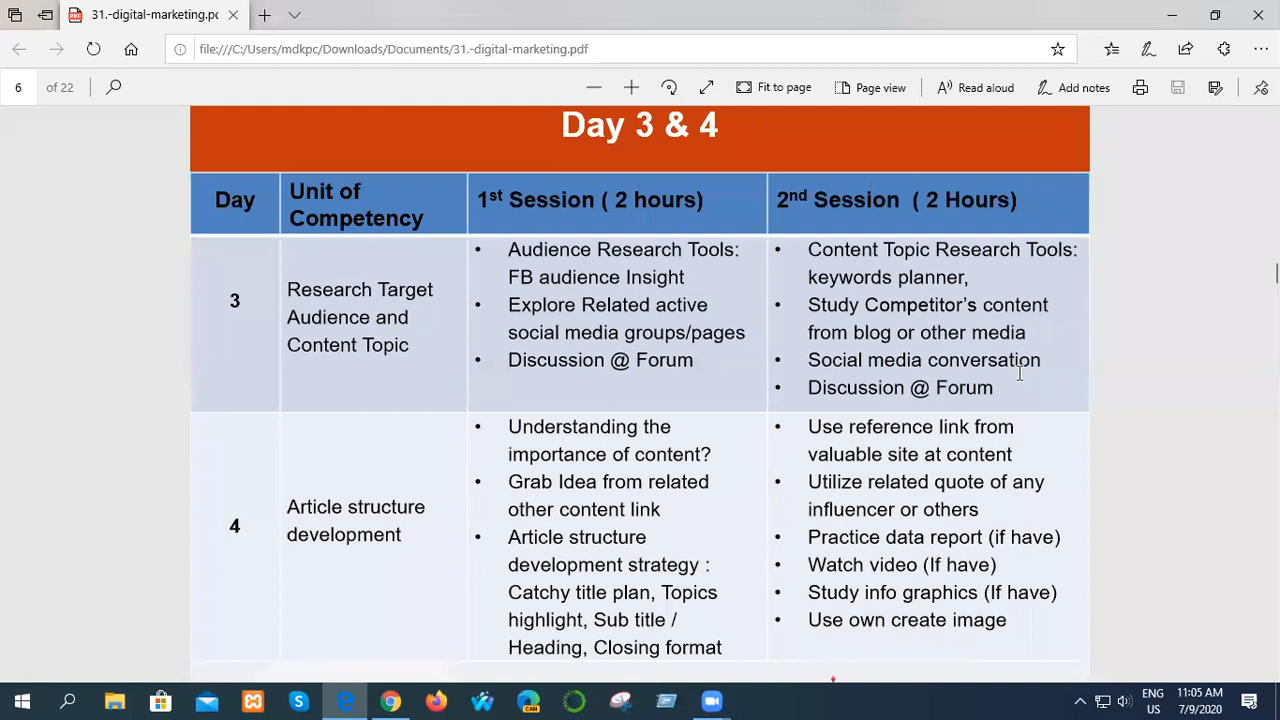 31.-digital-marketing.pd
file:///C:/Users/mdkpc/Downloads/Documents/31.-digital-marketing.pdf
6 of 22
Fit to page
Page view
Read aloud
Add notes
Day 3 & 4
Day
Unit of
Competency
1st Session ( 2 hours)
2nd Session ( 2 Hours)
3
Research Target
Audience and
Content Topic
• Audience Research Tools:
FB audience Insight
• Explore Related active
social media groups/pages
• Discussion @ Forum
• Content Topic Research Tools:
keywords planner,
• Study Competitor's content
from blog or other media
• Social media conversation
• Discussion @ Forum
4
Article structure
development
• Understanding the
importance of content?
• Grab Idea from related
other content link
• Article structure
development strategy :
Catchy title plan, Topics
highlight, Sub title /
Heading, Closing format
• Use reference link from
valuable site at content
• Utilize related quote of any
influencer or others
• Practice data report (if have)
• Watch video (If have)
• Study info graphics (If have)
• Use own create image
CAN
ENG
US
11:05 AM
7/9/2020